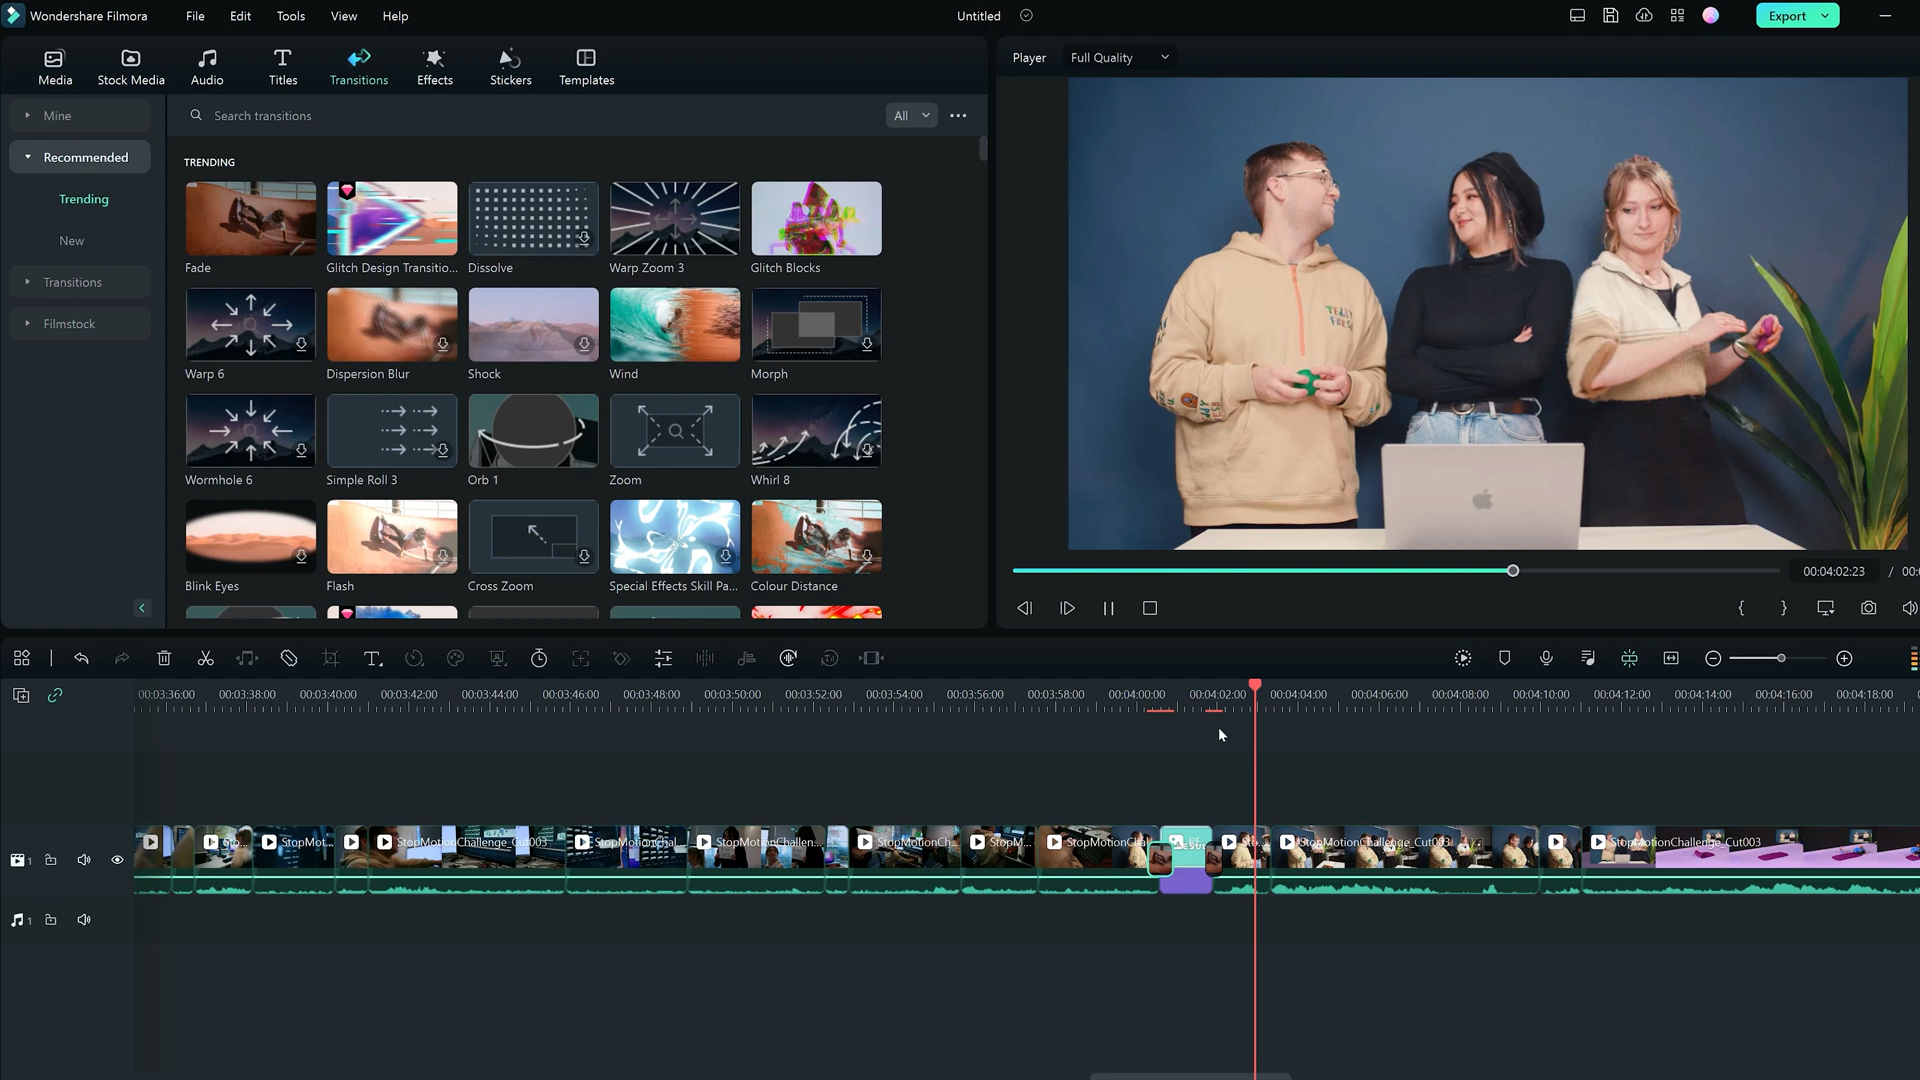 Wondershare Filmora File Edit Tools View Help Untitled Export
Media Stock Media Audio Titles Transitions Effects Stickers Templates
Player Full Quality
Mine
Recommended
Trending
New
Transitions
Filmstock
Search transitions All
TRENDING
Fade Glitch Design Transitio... Dissolve Warp Zoom 3 Glitch Blocks
Warp 6 Dispersion Blur Shock Wind Morph
Wormhole 6 Simple Roll 3 Orb 1 Zoom Whirl 8
Blink Eyes Flash Cross Zoom Special Effects Skill Pa... Colour Distance
TEDDY
FRESH
00:04:02:23 / 00:
00:03:36:00 00:03:38:00 00:03:40:00 00:03:42:00 00:03:44:00 00:03:46:00 00:03:48:00 00:03:50:00 00:03:52:00 00:03:54:00 00:03:56:00 00:03:58:00 00:04:00:00 00:04:02:00 00:04:04:00 00:04:06:00 00:04:08:00 00:04:10:00 00:04:12:00 00:04:14:00 00:04:16:00 00:04:18:00
Sto... StopMot... StopMotionChallenge_Cut003 StopMotionChal... StopMotionChallen... StopMotionCh... StopM... StopMotionChal Sto... StopMotionChallenge_Cut003 StopMotionChallenge_Cut003
1
1